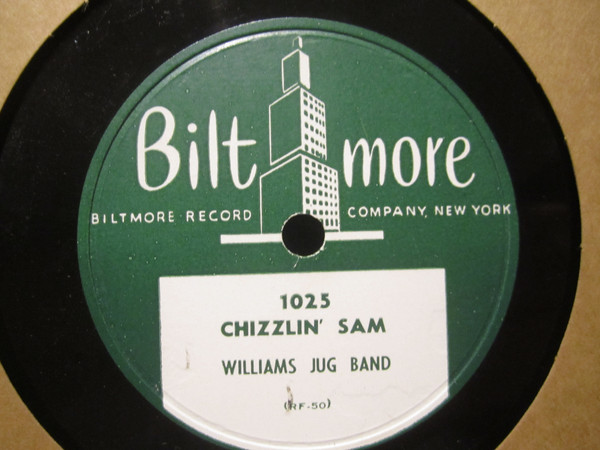 Biltmore
BILTMORE RECORD COMPANY, NEW YORK
1025
CHIZZLIN' SAM
WILLIAMS JUG BAND
(RF-50)